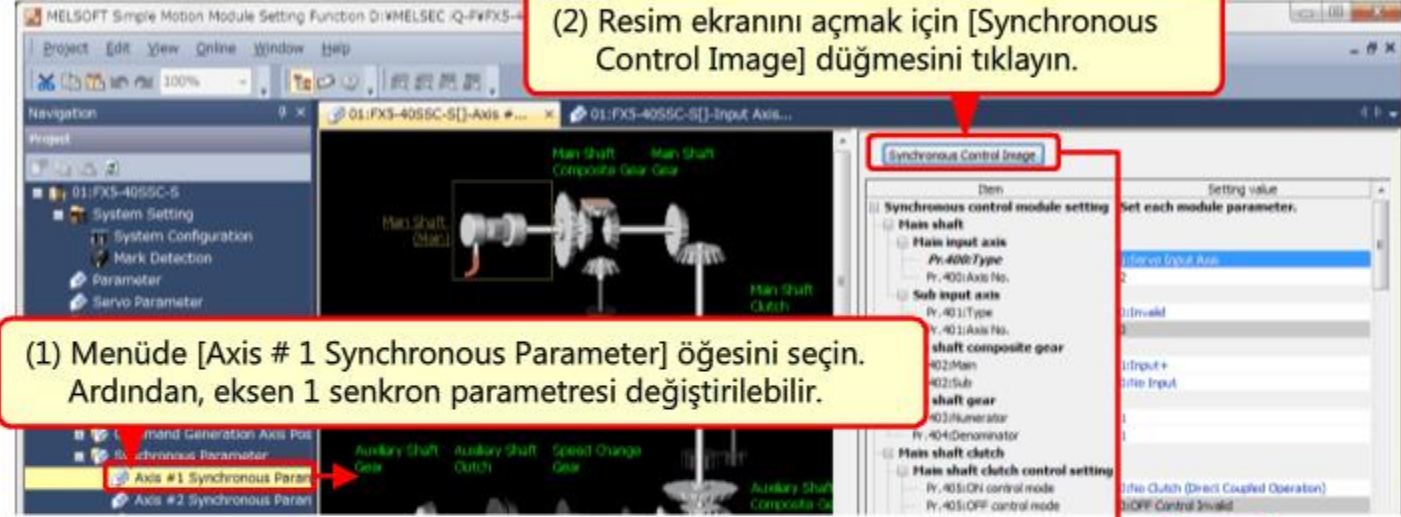 MELSOFT Simple Motion Module Setting Function D:¥MELSEC iQ-F¥FX5-4
(2) Resim ekranını açmak için [Synchronous
Control Image] düğmesini tıklayın.
Project Edit View Online Window Help
100%
Navigation
01:FX5-40SSC-S[]-Axis #...
01:FX5-40SSC-S[]-Input Axis...
Project
01:FX5-40SSC-S
System Setting
System Configuration
Mark Detection
Parameter
Servo Parameter
Main Shaft
Composite Gear
Main Shaft
Gear
Main Shaft
(Main)
Main Shaft
Clutch
Synchronous Control Image
Item Setting value
Synchronous control module setting Set each module parameter.
Main shaft
Main input axis
Pr.400:Type 1:Servo Input Axis
Pr.400:Axis No. 2
Sub input axis
Pr.401:Type 0:Invalid
Pr.401:Axis No. 0
shaft composite gear
402:Main 1:Input+
402:Sub 0:No Input
shaft gear
403:Numerator 1
Pr.404:Denominator 1
Main shaft clutch
Main shaft clutch control setting
Pr.405:ON control mode 0:No Clutch (Direct Coupled Operation)
Pr.405:OFF control mode 0:OFF Control Invalid
(1) Menüde [Axis # 1 Synchronous Parameter] öğesini seçin.
Ardından, eksen 1 senkron parametresi değiştirilebilir.
Command Generation Axis Pos
Synchronous Parameter
Axis #1 Synchronous Param
Axis #2 Synchronous Param
Auxiliary Shaft
Gear
Auxiliary Shaft
Clutch
Speed Change
Gear
Auxiliary Shaft
Composite Ge